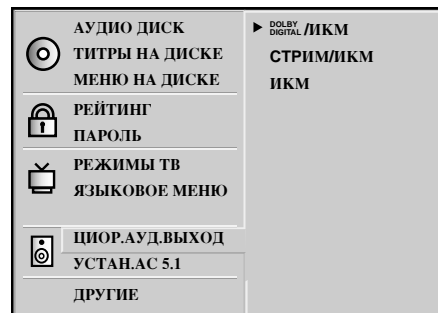 АУДИО ДИСК
ТИТРЫ НА ДИСКЕ
МЕНЮ НА ДИСКЕ
РЕЙТИНГ
ПАРОЛЬ
РЕЖИМЫ ТВ
ЯЗЫКОВОЕ МЕНЮ
ЦИОР.АУД.ВЫХОД
УСТАН.АС 5.1
ДРУГИЕ
DOLBY DIGITAL /ИКМ
СТРИМ/ИКМ
ИКМ